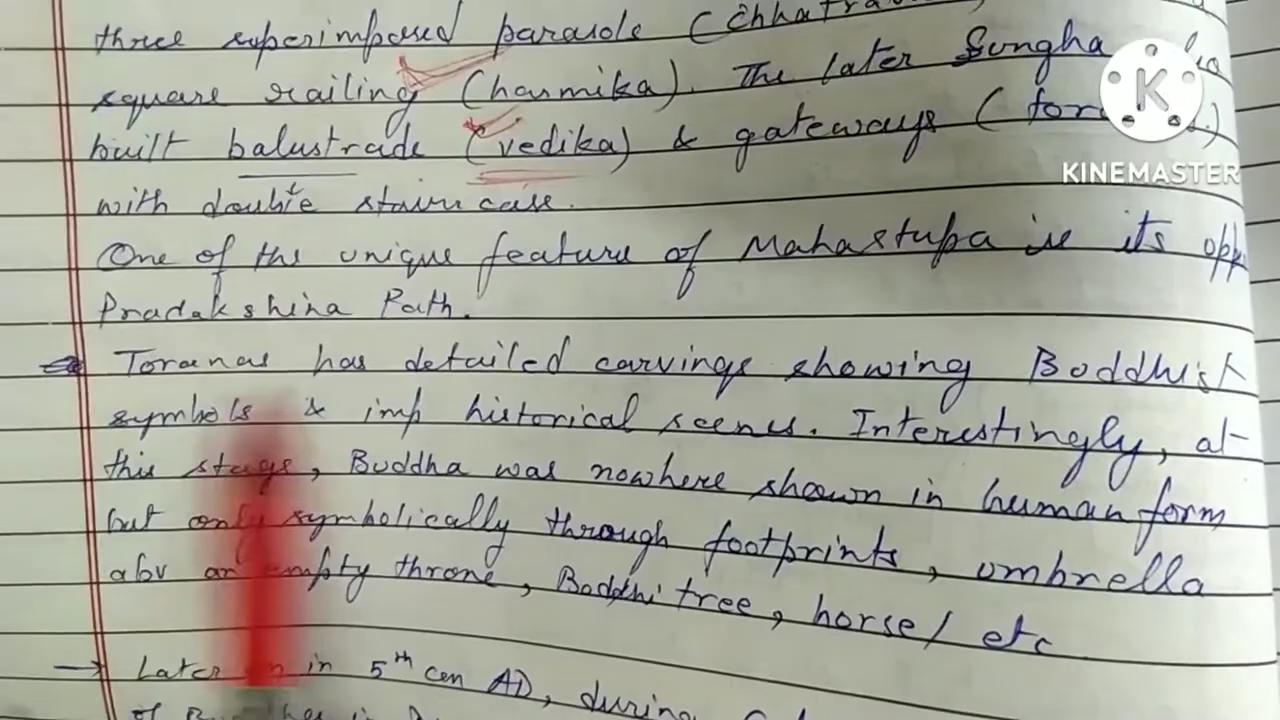 three superimposed parasols (Chhatra
square railing (harmika). The later Sungha
built balustrade (vedika) & gateways (
with double staircase.
One of the unique feature of Mahastupa is its
Pradakshina Path.
Toranas has detailed carvings showing Boddhist
symbols & imp historical scenes. Interestingly, at
this stage, Buddha was nowhere shown in human form
but only symbolically through footprints, umbrella
abv an empty throne, Boddhi tree, horse/ etc
→ Later on in 5th cen AD, during
K
KINEMASTER